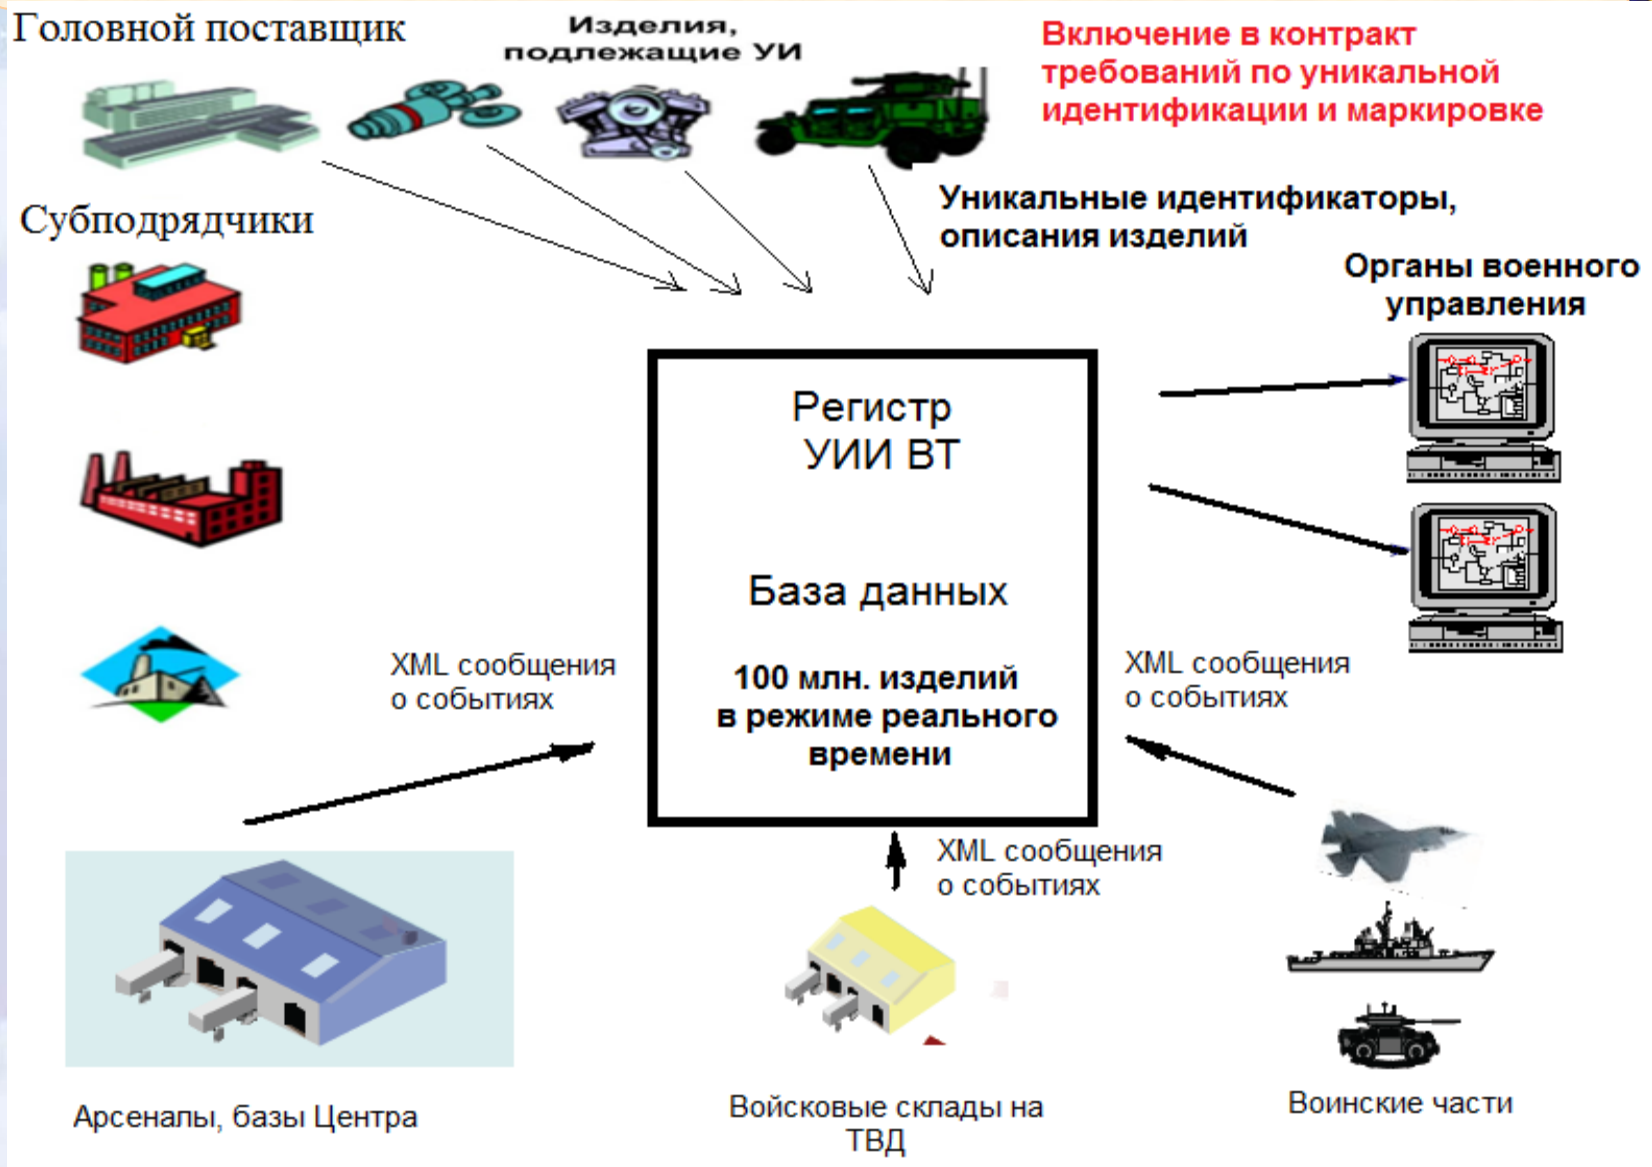 Головной поставщик
Изделия,
подлежащие УИ
Включение в контракт
требований по уникальной
идентификации и маркировке
Уникальные идентификаторы,
описания изделий
Субподрядчики
Органы военного
управления
Регистр
УИИ ВТ
База данных
100 млн. изделий
в режиме реального
времени
XML сообщения
о событиях
XML сообщения
о событиях
XML сообщения
о событиях
Арсеналы, базы Центра
Войсковые склады на
ТВД
Воинские части